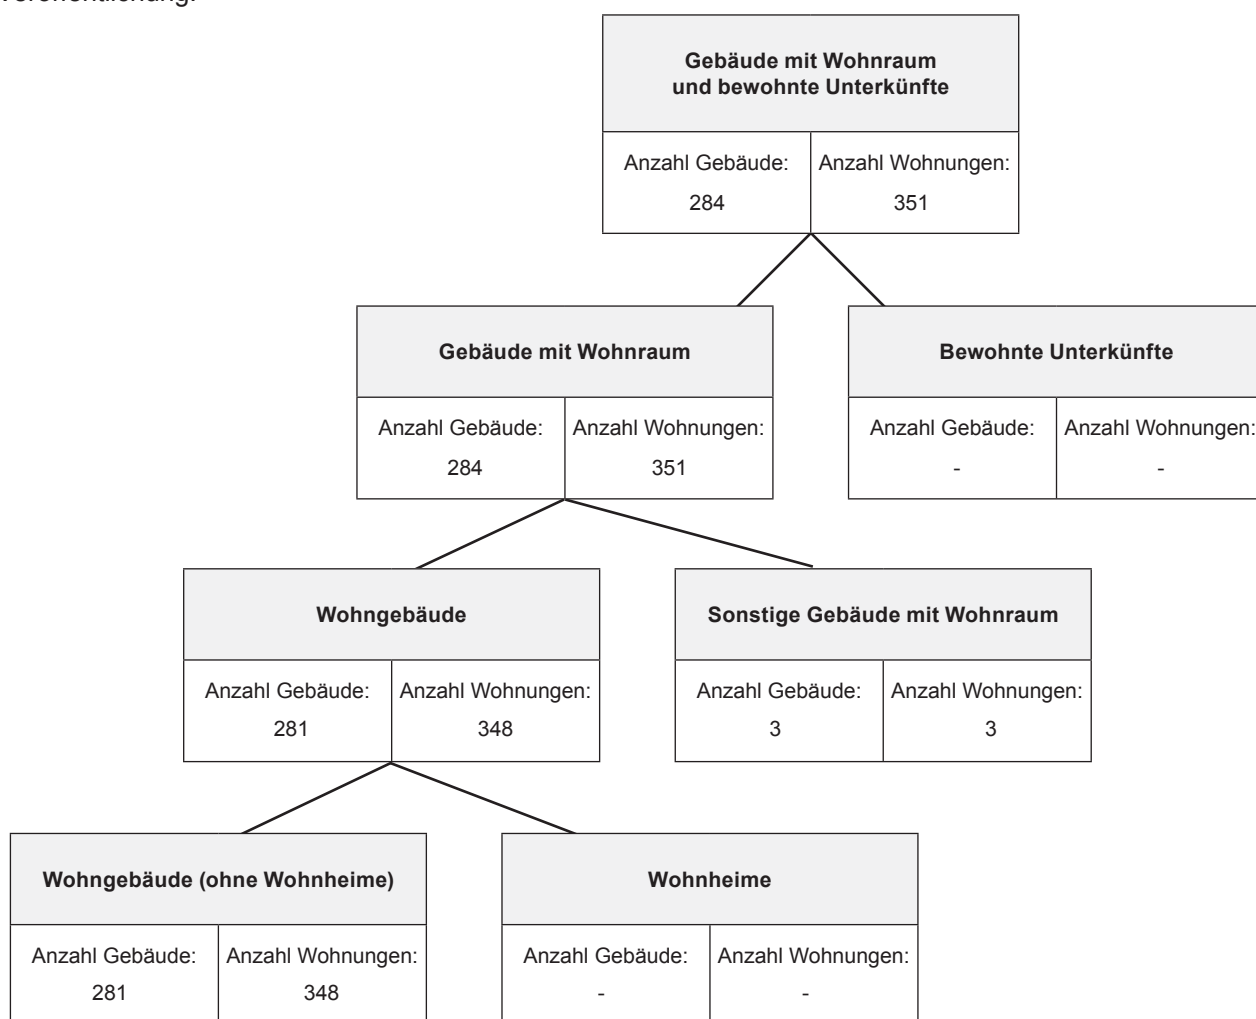 Veröffentlichung.
Gebäude mit Wohnraum
und bewohnte Unterkünfte
Anzahl Gebäude: Anzahl Wohnungen:
284 351
Gebäude mit Wohnraum
Anzahl Gebäude: Anzahl Wohnungen:
284 351
Bewohnte Unterkünfte
Anzahl Gebäude: Anzahl Wohnungen:
- -
Wohngebäude
Anzahl Gebäude: Anzahl Wohnungen:
281 348
Sonstige Gebäude mit Wohnraum
Anzahl Gebäude: Anzahl Wohnungen:
3 3
Wohngebäude (ohne Wohnheime)
Anzahl Gebäude: Anzahl Wohnungen:
281 348
Wohnheime
Anzahl Gebäude: Anzahl Wohnungen:
- -